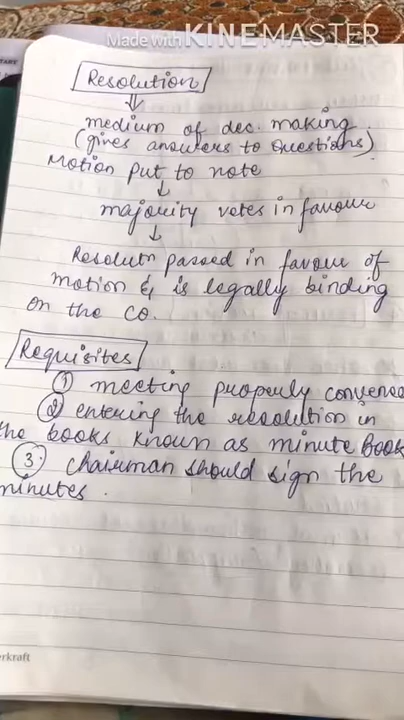 Made with KINEMASTER
Resolution
medium of dec. making
(gives answers to Questions)
Motion put to note
majority votes in favour
Resolutn passed in favour of
motion & is legally binding
on the co.
Requisites
① meeting properly convened
② entering the resolution in
the books known as minute Book
③. Chairman should sign the
minutes.
erkraft